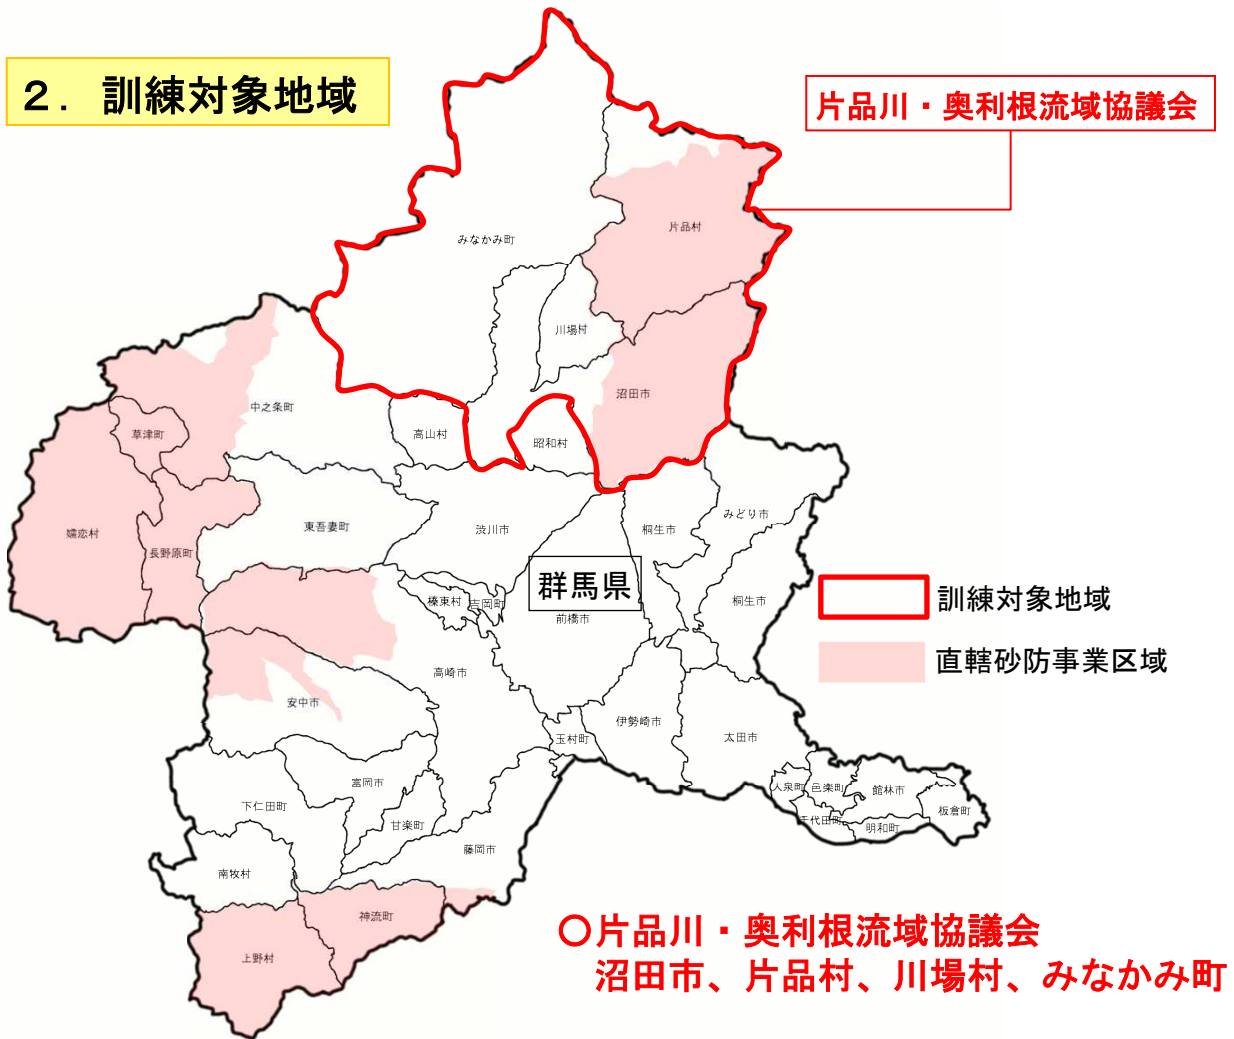 ２．訓練対象地域
片品川・奥利根流域協議会
みなかみ町
片品村
川場村
沼田市
中之条町
草津町
高山村
昭和村
嬬恋村
長野原町
東吾妻町
渋川市
桐生市
みどり市
群馬県
榛東村
吉岡町
前橋市
桐生市
訓練対象地域
直轄砂防事業区域
高崎市
安中市
玉村町
伊勢崎市
太田市
富岡市
下仁田町
甘楽町
藤岡市
大泉町
邑楽町
館林市
板倉町
千代田町
明和町
南牧村
神流町
上野村
〇片品川・奥利根流域協議会
沼田市、片品村、川場村、みなかみ町